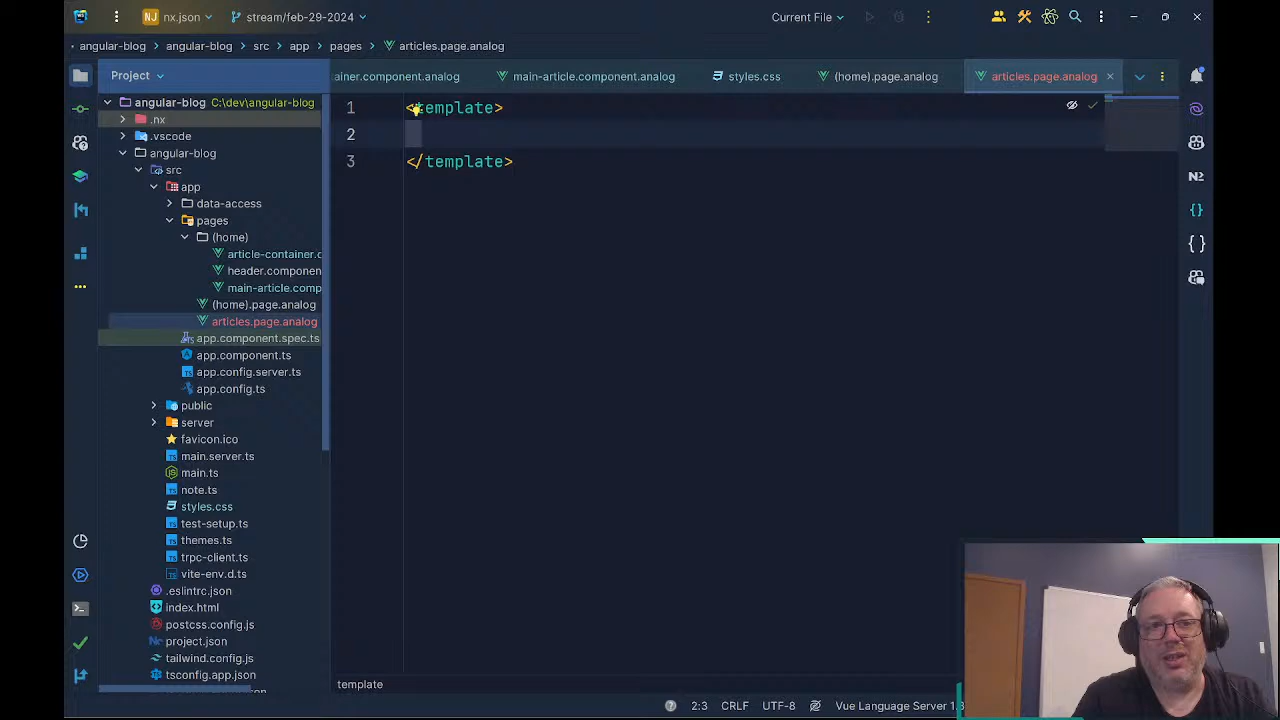 NJ nx.json
stream/feb-29-2024
Current File
angular-blog
angular-blog
src
app
pages
articles.page.analog
Project
ainer.component.analog
main-article.component.analog
styles.css
(home).page.analog
articles.page.analog
angular-blog C:\dev\angular-blog
.nx
.vscode
angular-blog
src
app
data-access
pages
(home)
article-container.c
header.component
main-article.comp
(home).page.analog
articles.page.analog
app.component.spec.ts
app.component.ts
app.config.server.ts
app.config.ts
public
server
favicon.ico
main.server.ts
main.ts
note.ts
styles.css
test-setup.ts
themes.ts
trpc-client.ts
vite-env.d.ts
.eslintrc.json
index.html
postcss.config.js
project.json
tailwind.config.js
tsconfig.app.json
1 <template>
2
3 </template>
N2
template
2:3 CRLF UTF-8 Vue Language Server 1.8